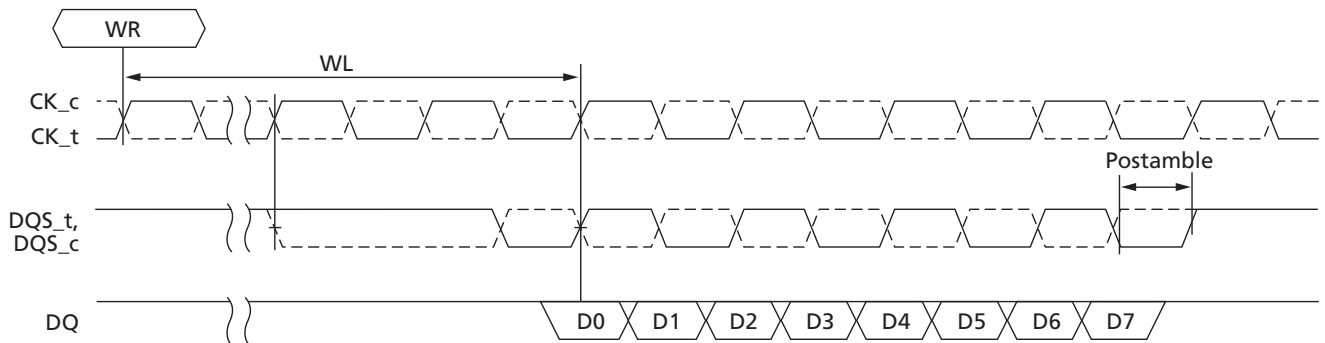 WR
WL
CK_c
CK_t
Postamble
DQS_t,
DQS_c
DQ
D0
D1
D2
D3
D4
D5
D6
D7